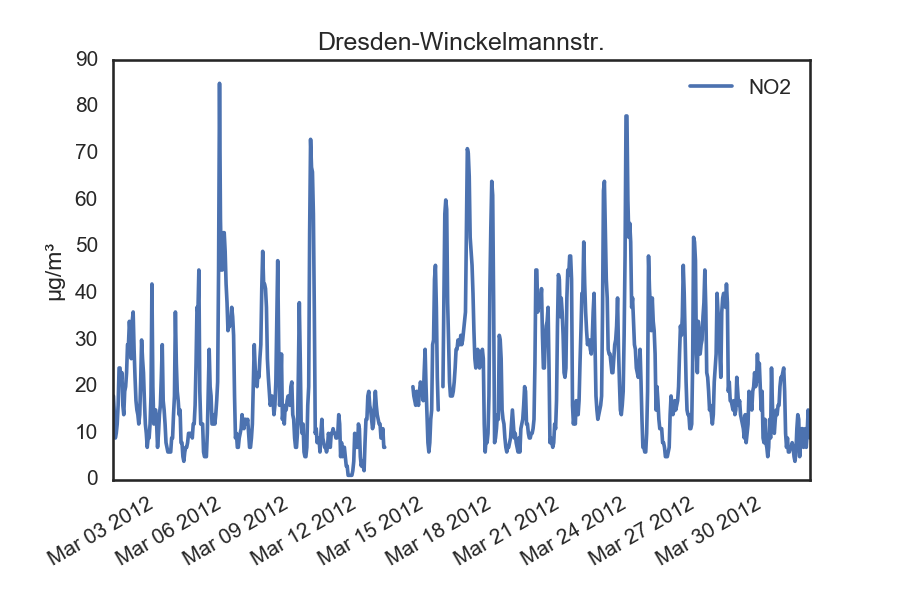 Dresden-Winckelmannstr.
90
80
70
60
50
40
30
20
10
0
µg/m³
NO2
Mar 03 2012
Mar 06 2012
Mar 09 2012
Mar 12 2012
Mar 15 2012
Mar 18 2012
Mar 21 2012
Mar 24 2012
Mar 27 2012
Mar 30 2012